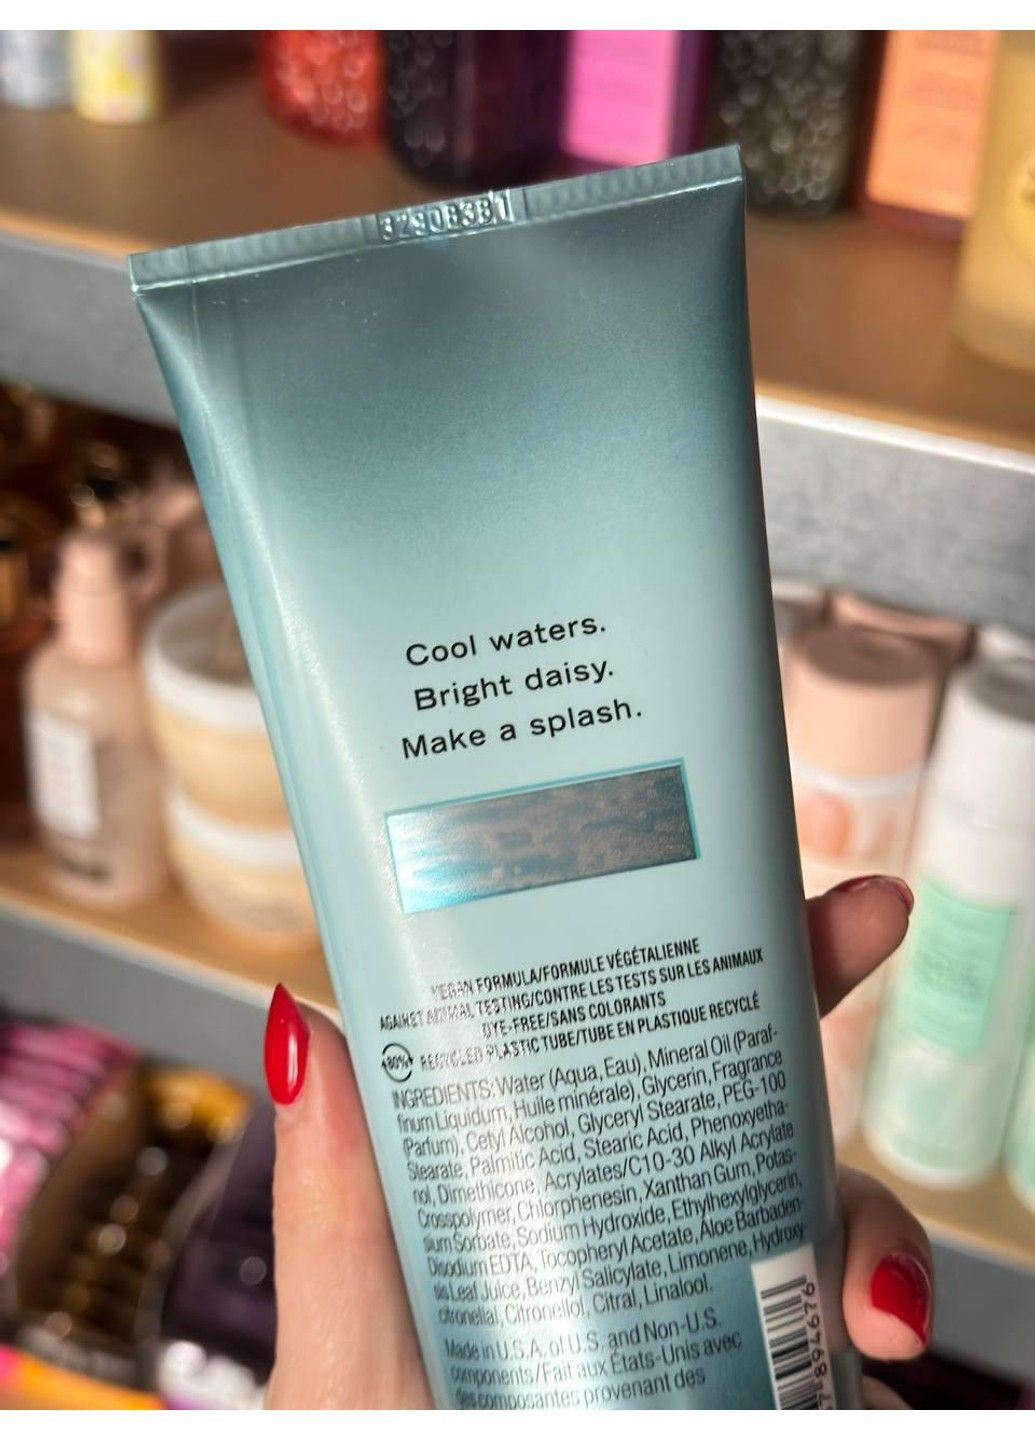 3290B3B1
Cool waters.
Bright daisy.
Make a splash.
VEGAN FORMULA/FORMULE VÉGÉTALIENNE
AGAINST ANIMAL TESTING/CONTRE LES TESTS SUR LES ANIMAUX
DYE-FREE/SANS COLORANTS
80% RECYCLED PLASTIC TUBE/TUBE EN PLASTIQUE RECYCLÉ
INGREDIENTS: Water (Aqua, Eau), Mineral Oil (Paraf-
finum Liquidum, Huile minérale), Glycerin, Fragrance
(Parfum), Cetyl Alcohol, Glyceryl Stearate, PEG-100
Stearate, Palmitic Acid, Stearic Acid, Phenoxyetha-
nol, Dimethicone, Acrylates/C10-30 Alkyl Acrylate
Crosspolymer, Chlorphenesin, Xanthan Gum, Potas-
sium Sorbate, Sodium Hydroxide, Ethylhexylglycerin,
Disodium EDTA, Tocopheryl Acetate, Aloe Barbaden-
sis Leaf Juice, Benzyl Salicylate, Limonene, Hydroxy-
citronellal, Citronellol, Citral, Linalool.
Made in U.S.A. of U.S. and Non-U.S.
components/Fait aux États-Unis avec
des composantes provenant des
67894676